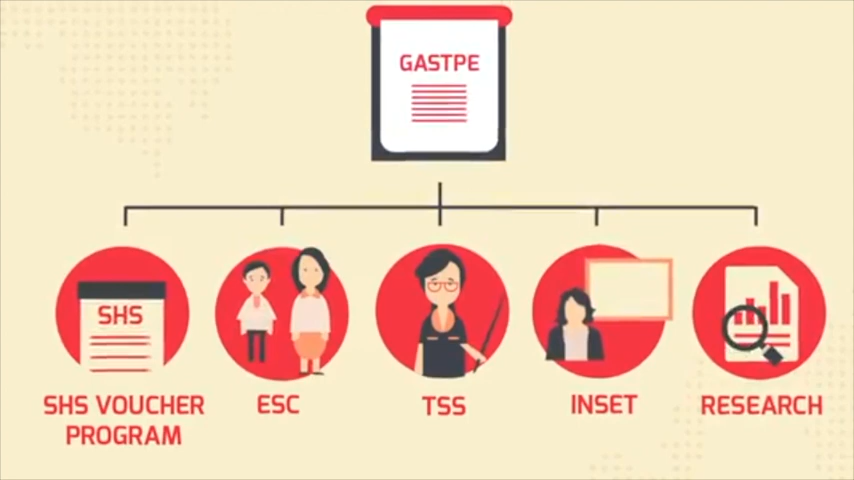 GASTPE
SHS
SHS VOUCHER
PROGRAM
ESC
TSS
INSET
RESEARCH